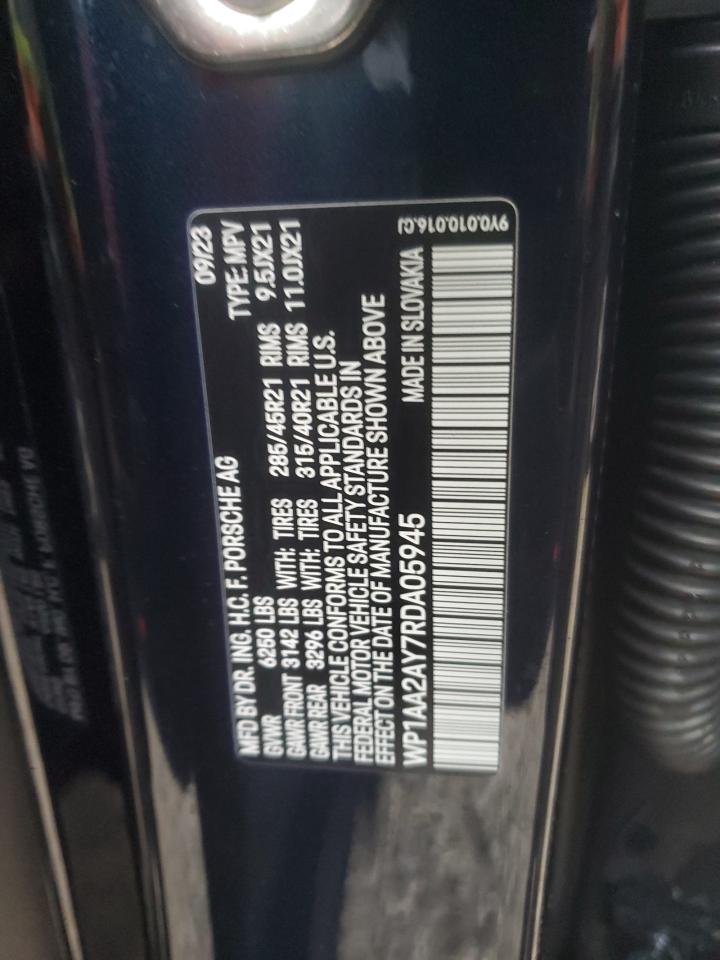 MFD BY DR. ING. H.C. F. PORSCHE AG 09/23
GVWR 6250 LBS TYPE: MPV
GAWR FRONT 3142 LBS WITH: TIRES 285/45R21 RIMS 9.5JX21
GAWR REAR 3296 LBS WITH: TIRES 315/40R21 RIMS 11.0JX21
THIS VEHICLE CONFORMS TO ALL APPLICABLE U.S.
FEDERAL MOTOR VEHICLE SAFETY STANDARDS IN
EFFECT ON THE DATE OF MANUFACTURE SHOWN ABOVE
WP1AA2AY7RDA05945 MADE IN SLOVAKIA
9Y0.010.016.CJ